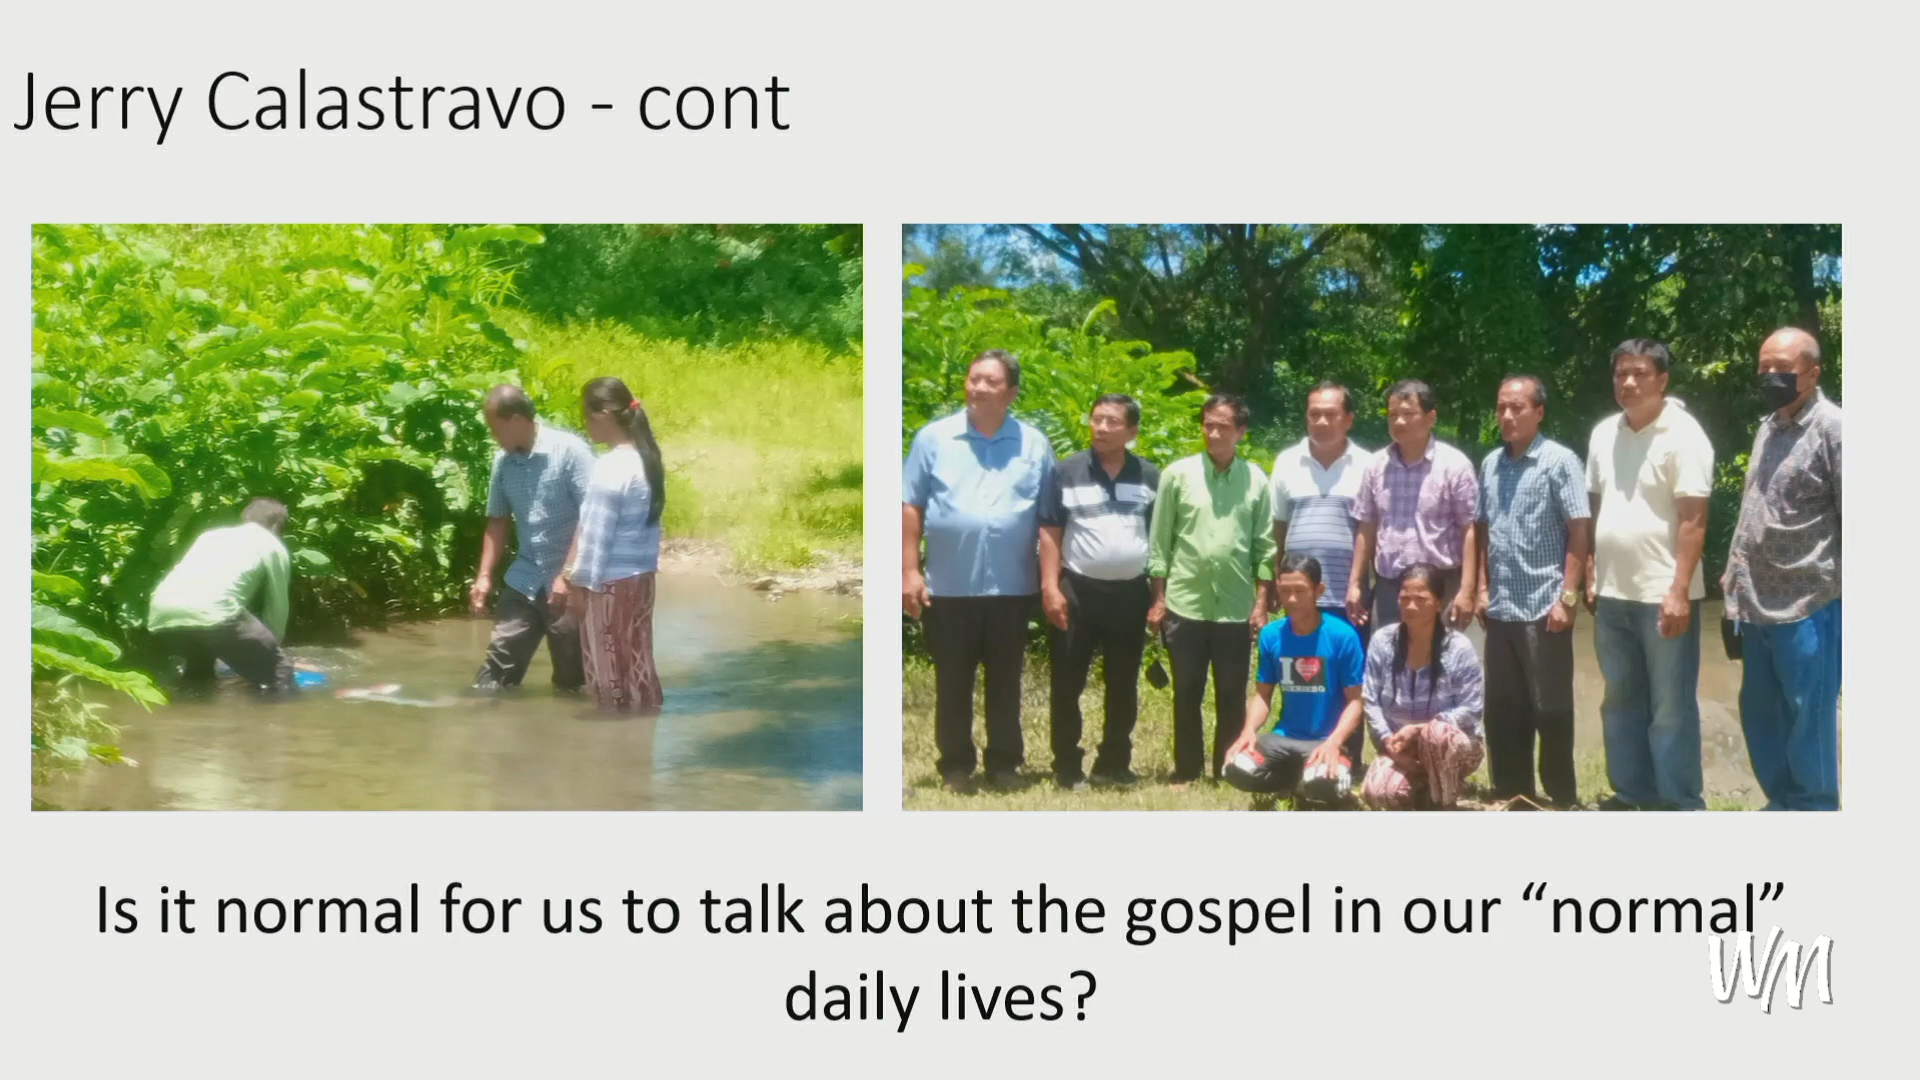 Jerry Calastravo - cont
I
Is it normal for us to talk about the gospel in our “normal”
daily lives?
WM